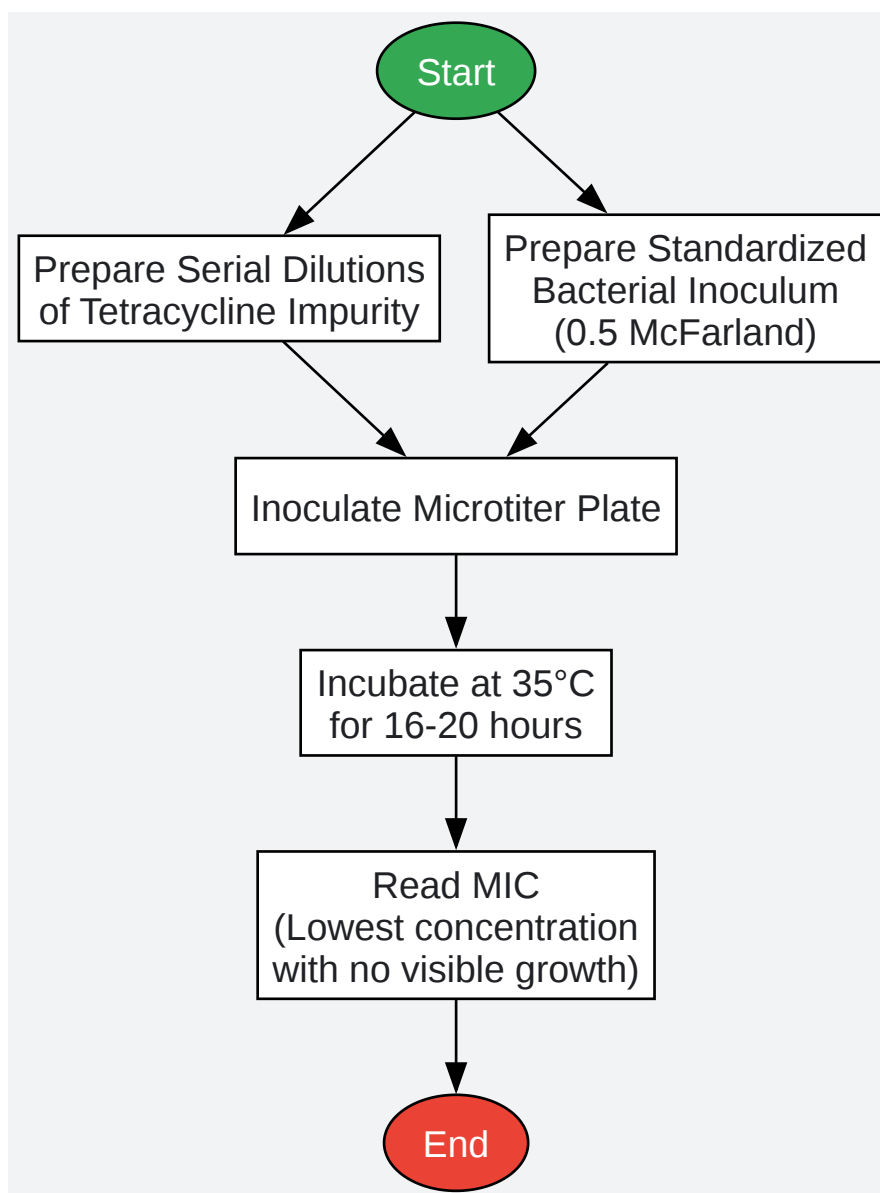 Start
Prepare Serial Dilutions
of Tetracycline Impurity
Prepare Standardized
Bacterial Inoculum
(0.5 McFarland)
Inoculate Microtiter Plate
Incubate at 35°C
for 16-20 hours
Read MIC
(Lowest concentration
with no visible growth)
End